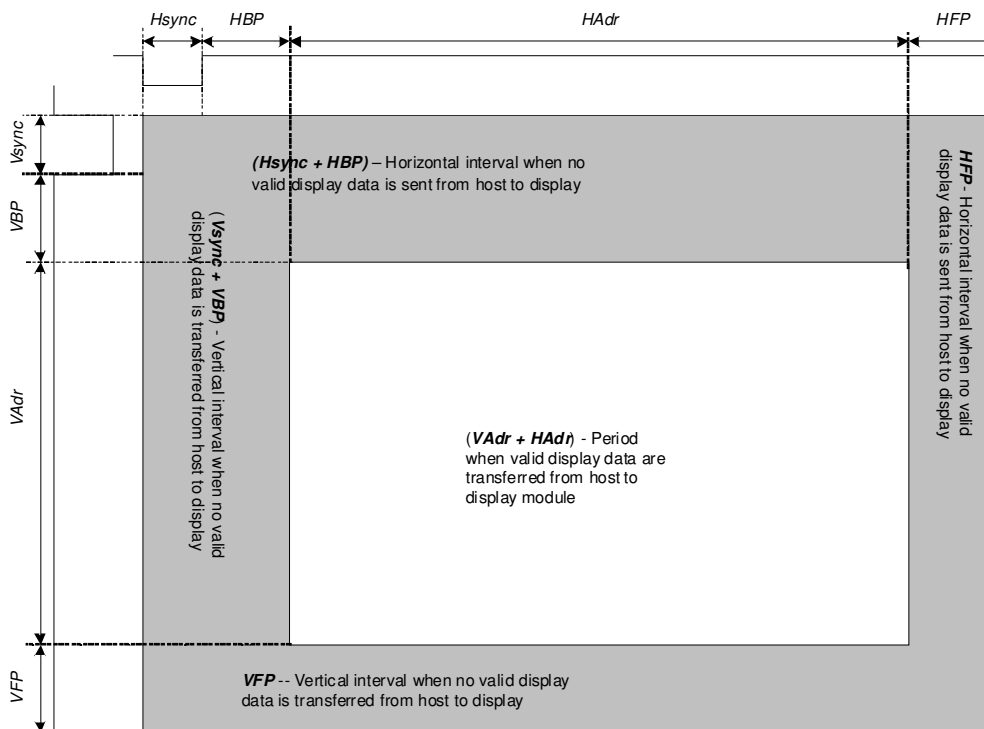 Hsync HBP HAdr HFP
Vsync
VBP
VAdr
VFP
(Hsync + HBP) – Horizontal interval when no
valid display data is sent from host to display
(Vsync + VBP) - Vertical interval when no valid
display data is transferred from host to display
HFP - Horizontal interval when no valid
display data is sent from host to display
(VAdr + HAdr) - Period
when valid display data are
transferred from host to
display module
VFP -- Vertical interval when no valid display
data is transferred from host to display